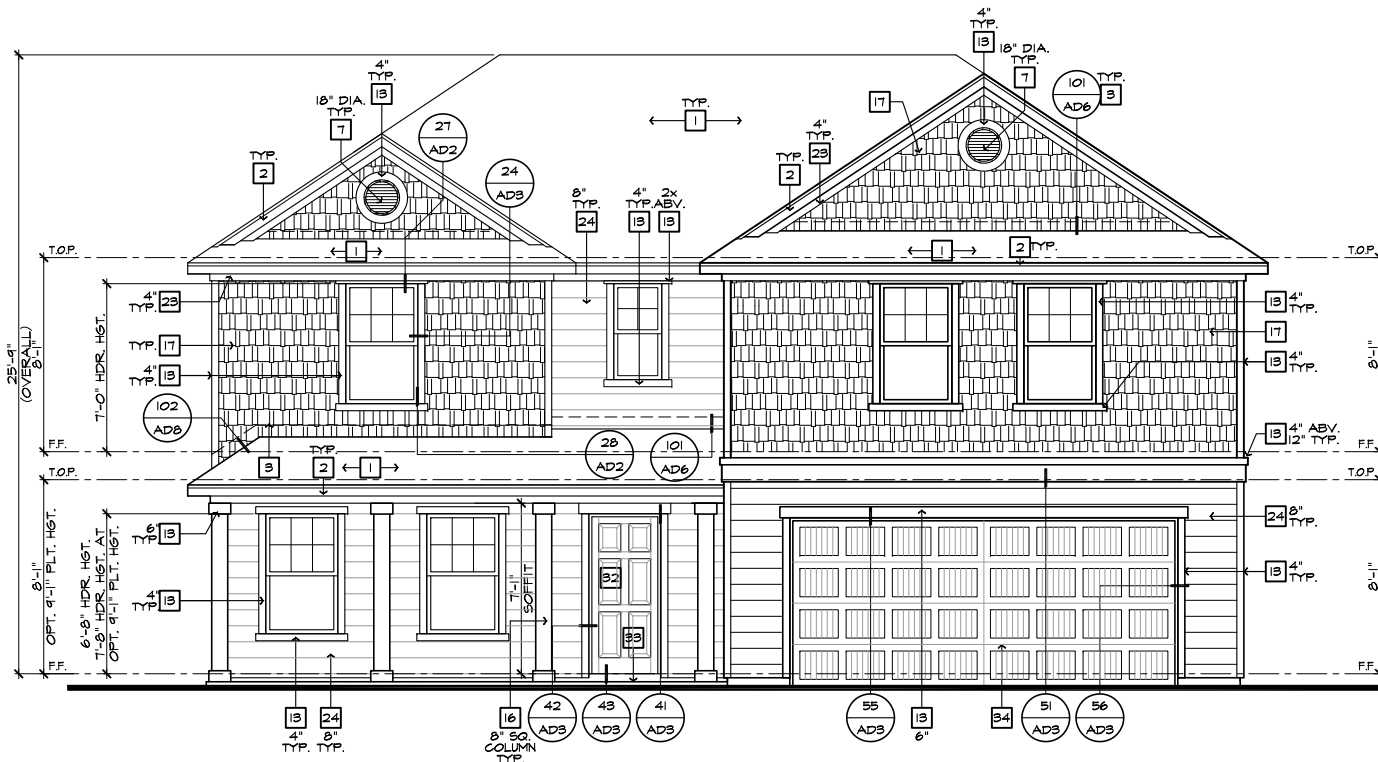 4"
TYP.
13
18" DIA.
TYP.
7
101
AD6
TYP.
3
4"
TYP.
13
18" DIA.
TYP.
7
27
AD2
24
AD3
TYP.
1
17
4"
TYP.
23
TYP.
2
TYP.
2
8"
TYP.
24
4"
TYP.
13
2x
ABV.
13
T.O.P.
1
1
2 TYP.
T.O.P.
4"
TYP. 23
13 4"
TYP.
TYP. 17
17
4"
TYP. 13
13 4"
TYP.
25'-9"
(OVERALL)
8'-1"
7'-0" HDR. HGT.
8'-1"
102
AD8
F.F.
3
TYP.
2
1
28
AD2
101
AD6
13 4" ABV.
12" TYP.
F.F.
T.O.P.
T.O.P.
6"
TYP. 13
24 8"
TYP.
4"
TYP. 13
13 4"
TYP.
8'-1"
OPT. 9'-1" PLT. HGT.
6'-8" HDR. HGT.
7'-8" HDR. HGT. AT
OPT. 9'-1" PLT. HGT.
7'-1"
SOFFIT
32
33
8'-1"
F.F.
F.F.
13
4"
TYP.
24
8"
TYP.
16
8" SQ.
COLUMN
TYP.
42
AD3
43
AD3
41
AD3
55
AD3
13
6"
34
51
AD3
56
AD3